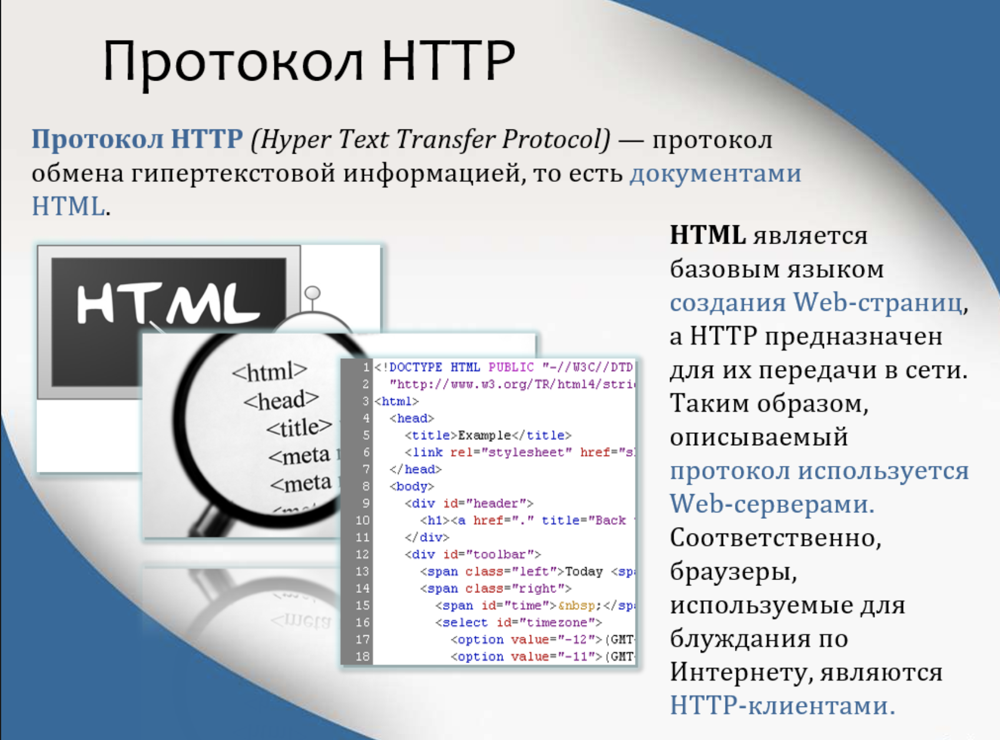 Протокол HTTP
Протокол HTTP (Hyper Text Transfer Protocol) — протокол
обмена гипертекстовой информацией, то есть документами
HTML.
HTML является
базовым языком
создания Web-страниц,
а HTTP предназначен
для их передачи в сети.
Таким образом,
описываемый
протокол используется
Web-серверами.
Соответственно,
браузеры,
используемые для
блуждания по
Интернету, являются
HTTP-клиентами.
HTML
<html>
<head>
<title>
<meta
<meta
1 <!DOCTYPE HTML PUBLIC "-//W3C//DTD
2 "http://www.w3.org/TR/html4/stri
3 <html>
4 <head>
5 <title>Example</title>
6 <link rel="stylesheet" href="s
7 </head>
8 <body>
9 <div id="header">
10 <h1><a href="." title="Back
11 </div>
12 <div id="toolbar">
13 <span class="left">Today <sp
14 <span class="right">
15 <span id="time">&nbsp;</sp
16 <select id="timezone">
17 <option value="-12">(GMT
18 <option value="-11">(GMT